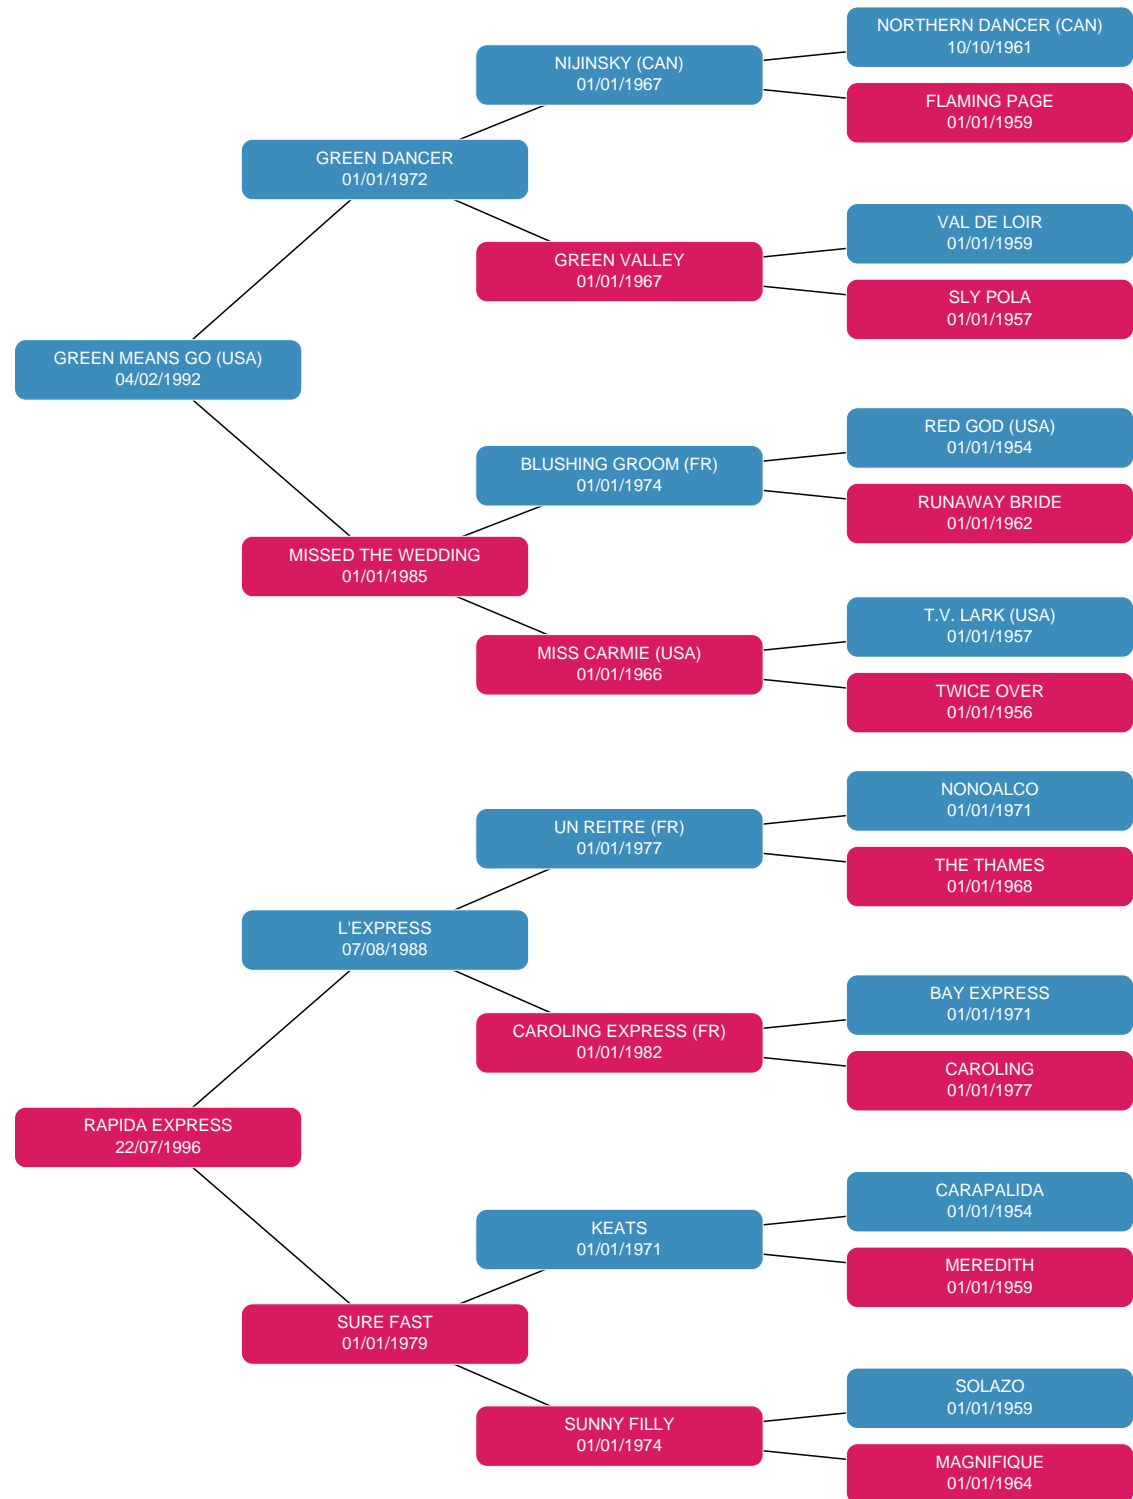 NORTHERN DANCER (CAN)
10/10/1961
NIJINSKY (CAN)
01/01/1967
FLAMING PAGE
01/01/1959
GREEN DANCER
01/01/1972
VAL DE LOIR
01/01/1959
GREEN VALLEY
01/01/1967
SLY POLA
01/01/1957
GREEN MEANS GO (USA)
04/02/1992
RED GOD (USA)
01/01/1954
BLUSHING GROOM (FR)
01/01/1974
RUNAWAY BRIDE
01/01/1962
MISSED THE WEDDING
01/01/1985
T.V. LARK (USA)
01/01/1957
MISS CARMIE (USA)
01/01/1966
TWICE OVER
01/01/1956
NONOALCO
01/01/1971
UN REITRE (FR)
01/01/1977
THE THAMES
01/01/1968
L'EXPRESS
07/08/1988
BAY EXPRESS
01/01/1971
CAROLING EXPRESS (FR)
01/01/1982
CAROLING
01/01/1977
RAPIDA EXPRESS
22/07/1996
CARAPALIDA
01/01/1954
KEATS
01/01/1971
MEREDITH
01/01/1959
SURE FAST
01/01/1979
SOLAZO
01/01/1959
SUNNY FILLY
01/01/1974
MAGNIFIQUE
01/01/1964